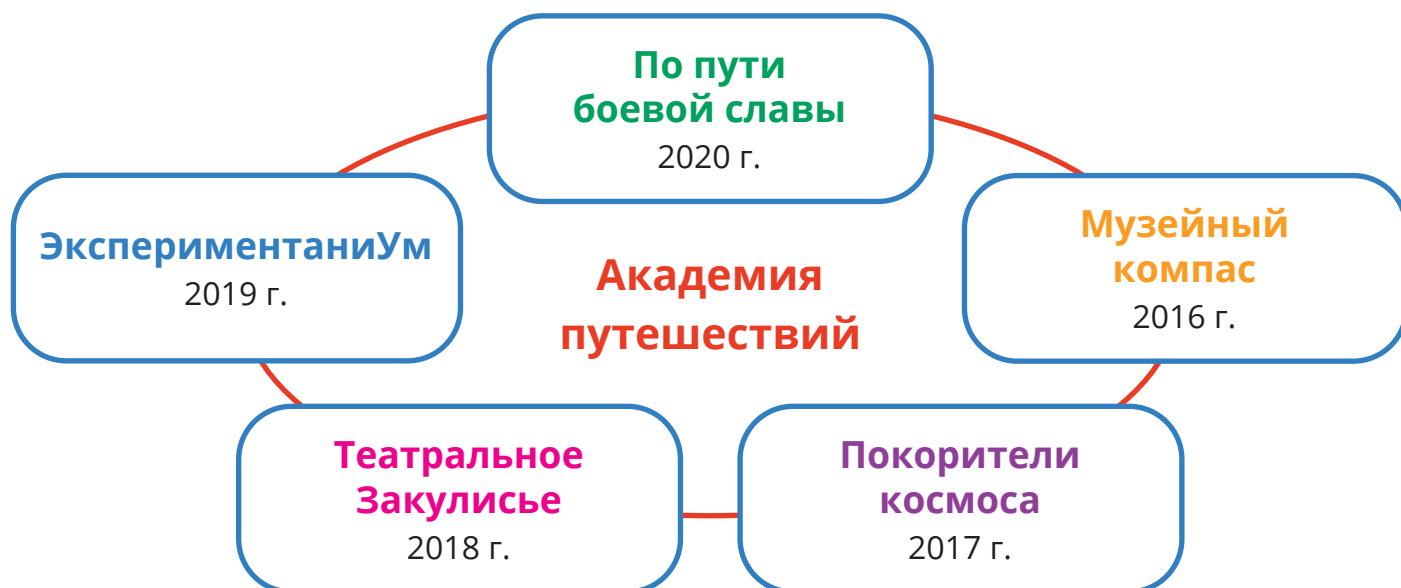 По пути
боевой славы
2020 г.
ЭкспериментаниУм
2019 г.
Музейный
компас
2016 г.
Академия
путешествий
Театральное
Закулисье
2018 г.
Покорители
космоса
2017 г.